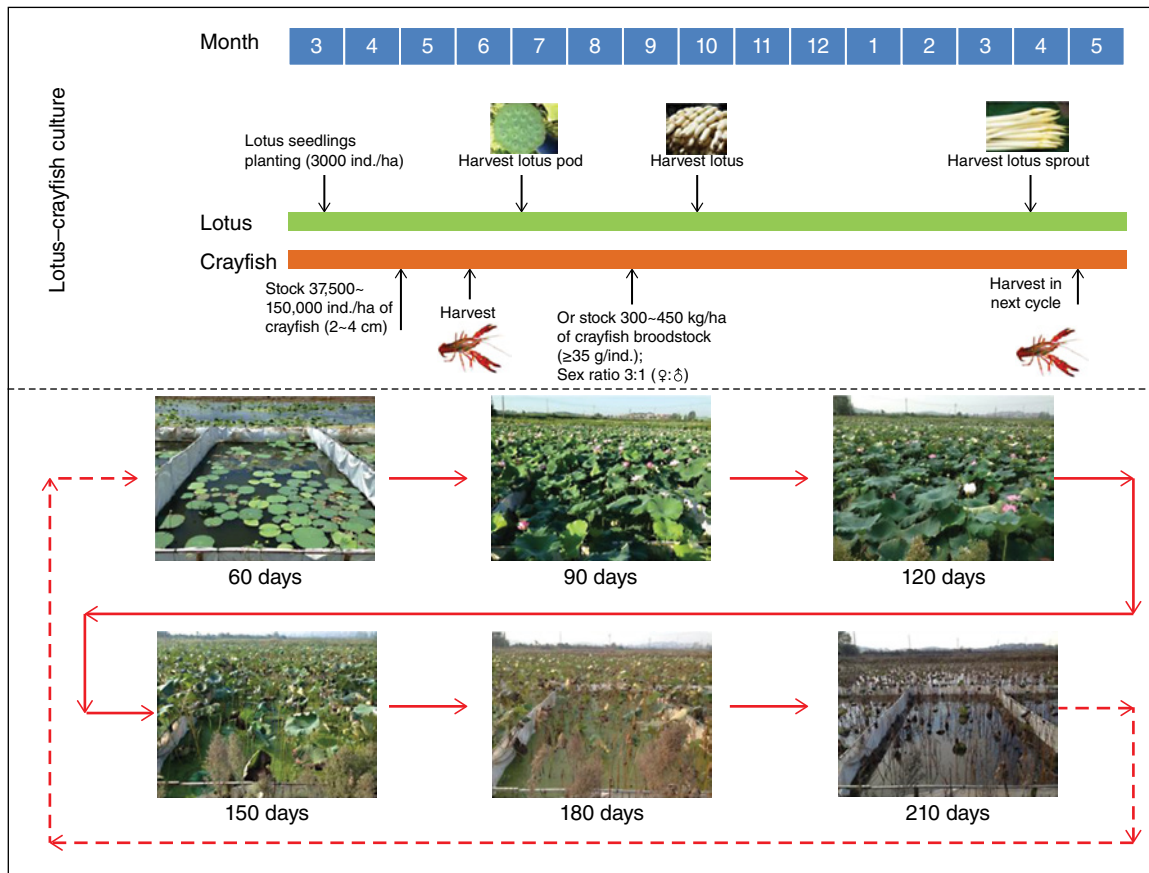 Lotus–crayfish culture
Month
3 4 5 6 7 8 9 10 11 12 1 2 3 4 5
Lotus seedlings
planting (3000 ind./ha)
Harvest lotus pod
Harvest lotus
Harvest lotus sprout
Lotus
Crayfish
Stock 37,500~
150,000 ind./ha of
crayfish (2~4 cm)
Harvest
Or stock 300~450 kg/ha
of crayfish broodstock
(≥35 g/ind.);
Sex ratio 3:1 (♀:♂)
Harvest in
next cycle
60 days
90 days
120 days
150 days
180 days
210 days